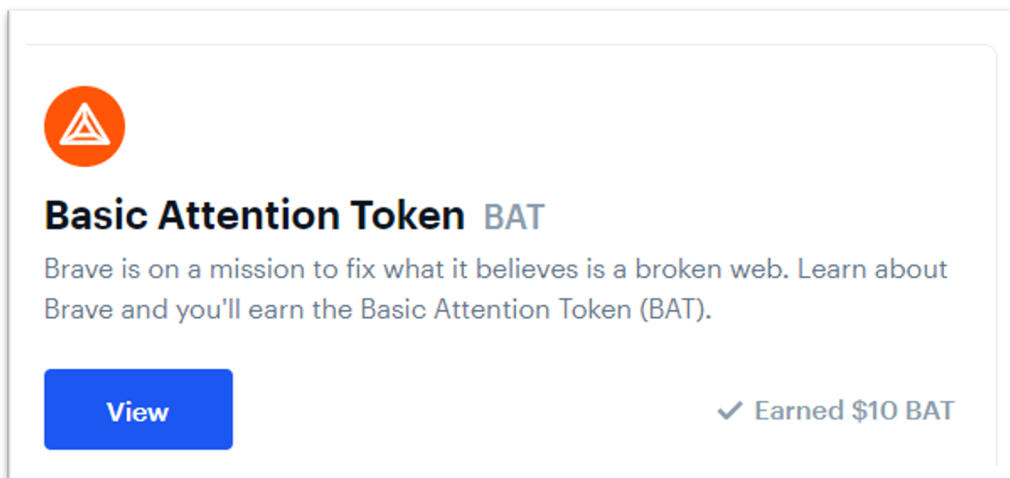 Basic Attention Token BAT
Brave is on a mission to fix what it believes is a broken web. Learn about
Brave and you'll earn the Basic Attention Token (BAT).
View
Earned $10 BAT